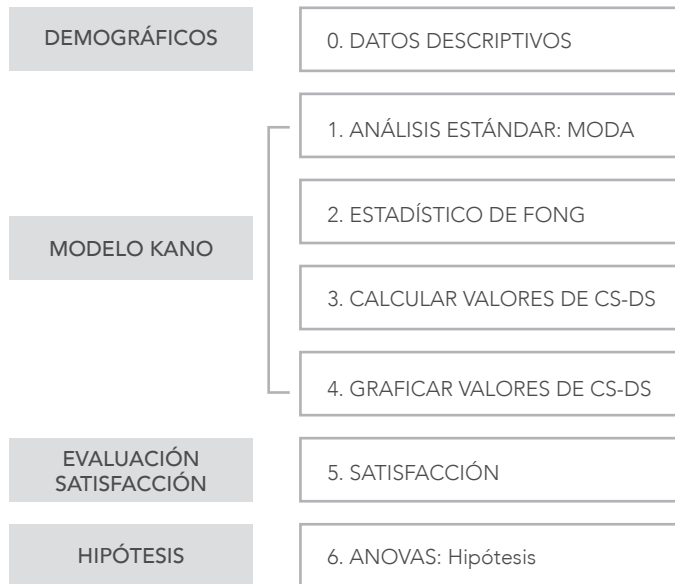 DEMOGRÁFICOS
0. DATOS DESCRIPTIVOS
MODELO KANO
1. ANÁLISIS ESTÁNDAR: MODA
2. ESTADÍSTICO DE FONG
3. CALCULAR VALORES DE CS-DS
4. GRAFICAR VALORES DE CS-DS
EVALUACIÓN
SATISFACCIÓN
5. SATISFACCIÓN
HIPÓTESIS
6. ANOVAS: Hipótesis